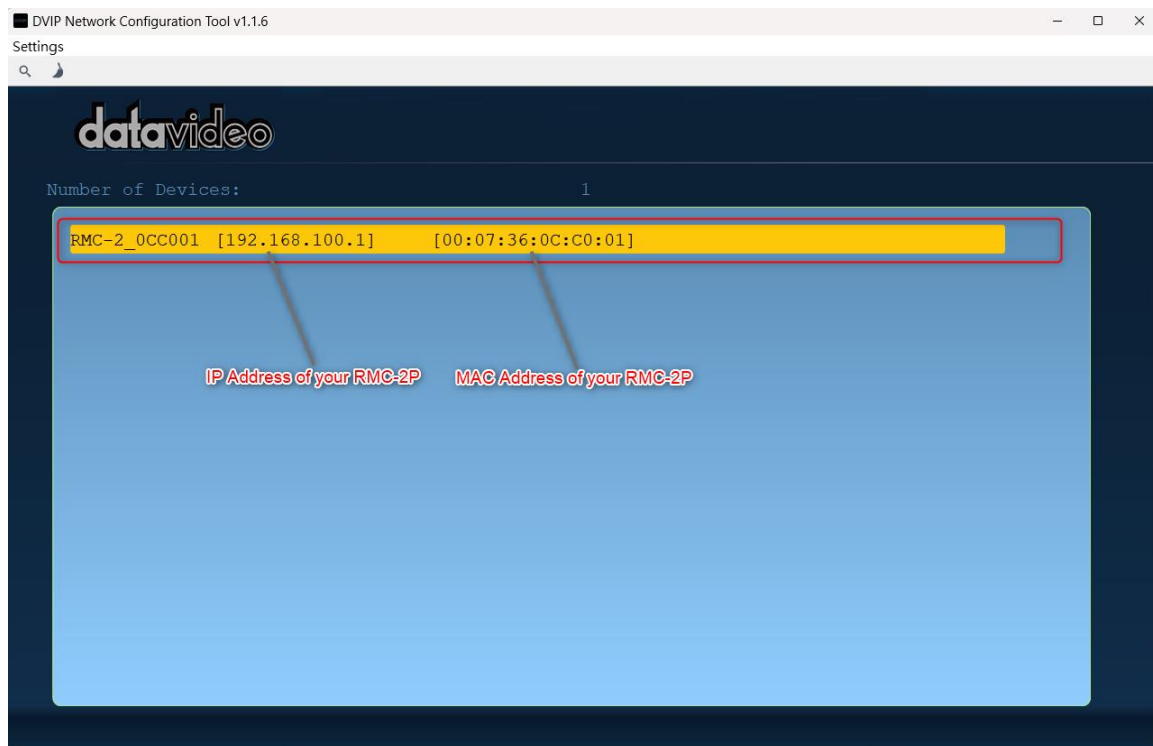 DVIP Network Configuration Tool v1.1.6
Settings
datavideo
Number of Devices: 1
RMC-2_0CC001 [192.168.100.1] [00:07:36:0C:C0:01]
IP Address of your RMC-2P MAC Address of your RMC-2P